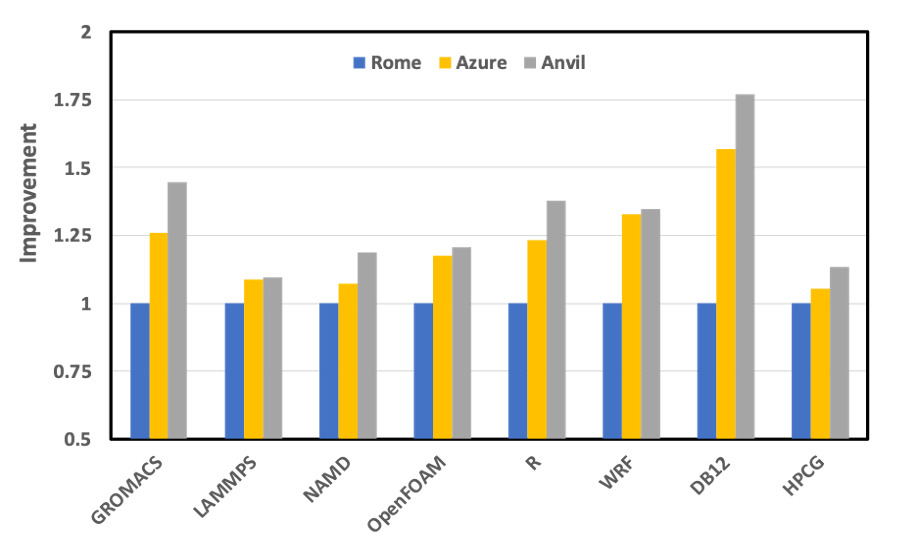 2
Rome Azure Anvil
1.75
1.5
1.25
1
0.75
0.5
Improvement
GROMACS
LAMMPS
NAMD
OpenFOAM
R
WRF
DB12
HPCG